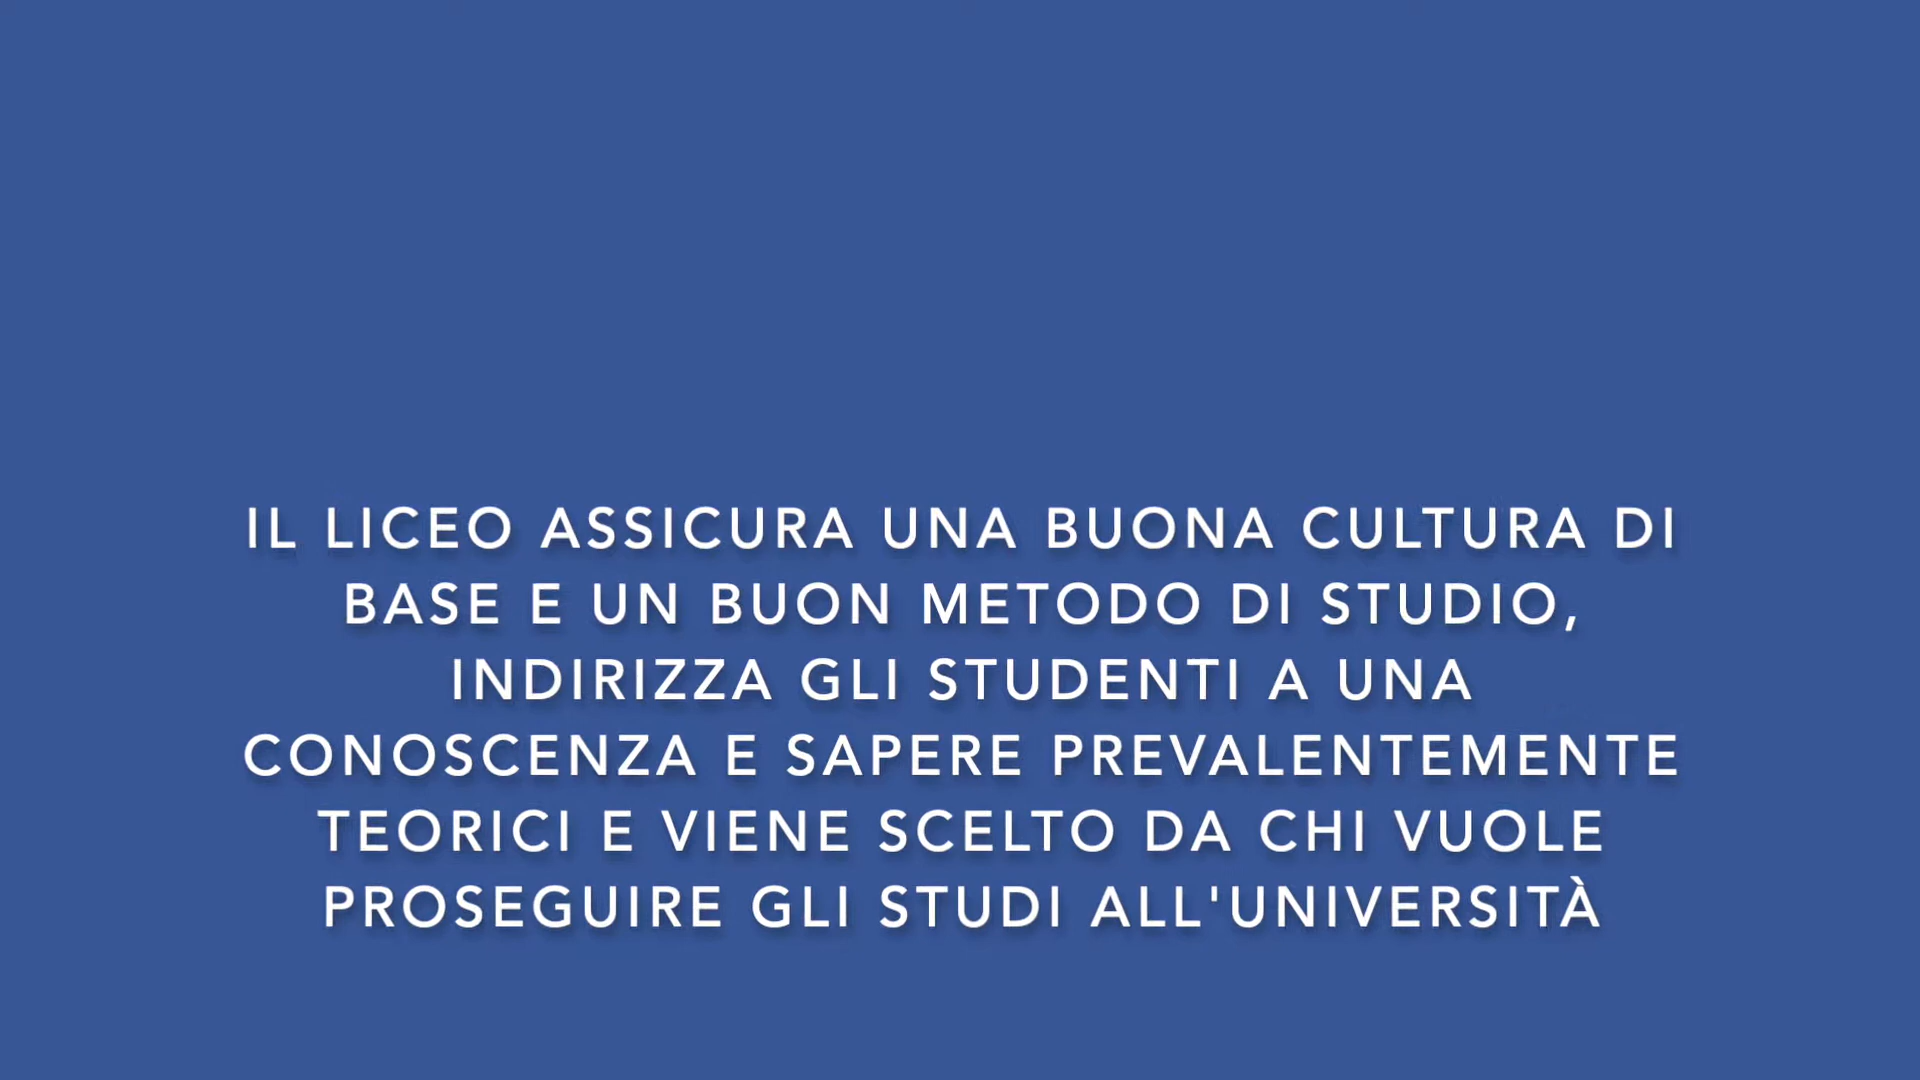 IL LICEO ASSICURA UNA BUONA CULTURA DI
BASE E UN BUON METODO DI STUDIO,
INDIRIZZA GLI STUDENTI A UNA
CONOSCENZA E SAPERE PREVALENTEMENTE
TEORICI E VIENE SCELTO DA CHI VUOLE
PROSEGUIRE GLI STUDI ALL'UNIVERSITÀ